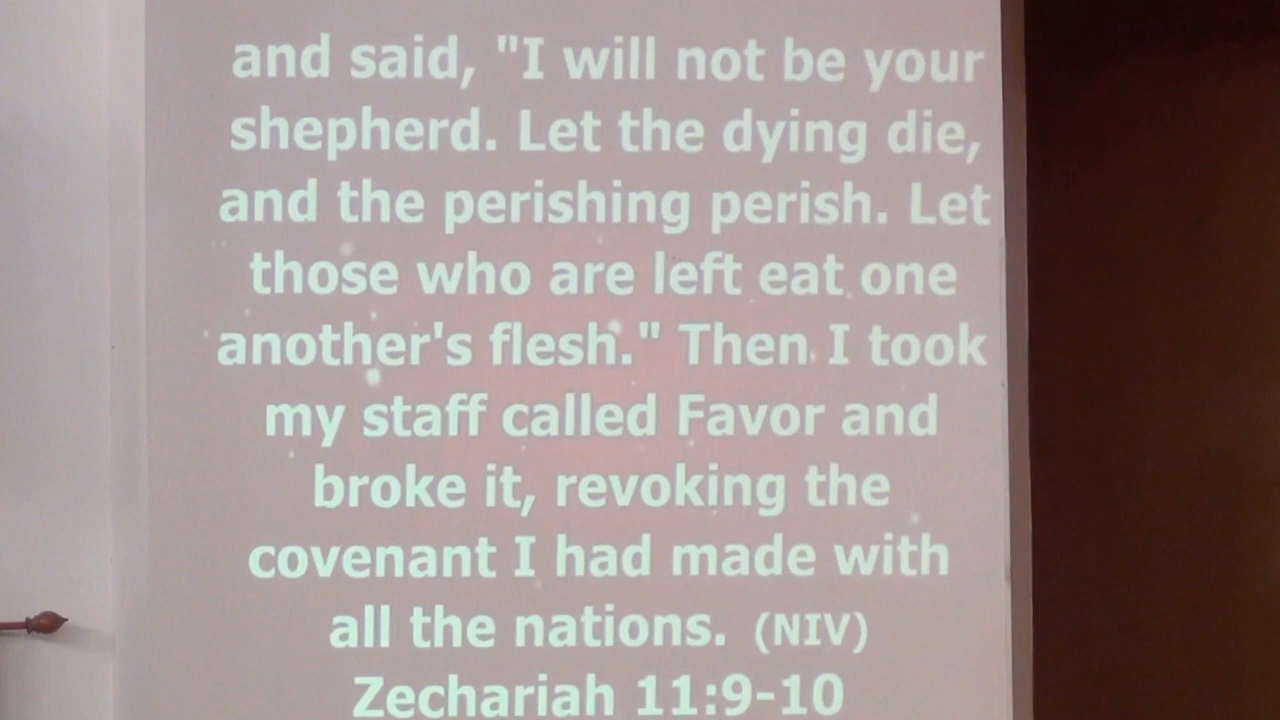 and said, "I will not be your
shepherd. Let the dying die,
and the perishing perish. Let
those who are left eat one
another's flesh." Then I took
my staff called Favor and
broke it, revoking the
covenant I had made with
all the nations. (NIV)
Zechariah 11:9-10